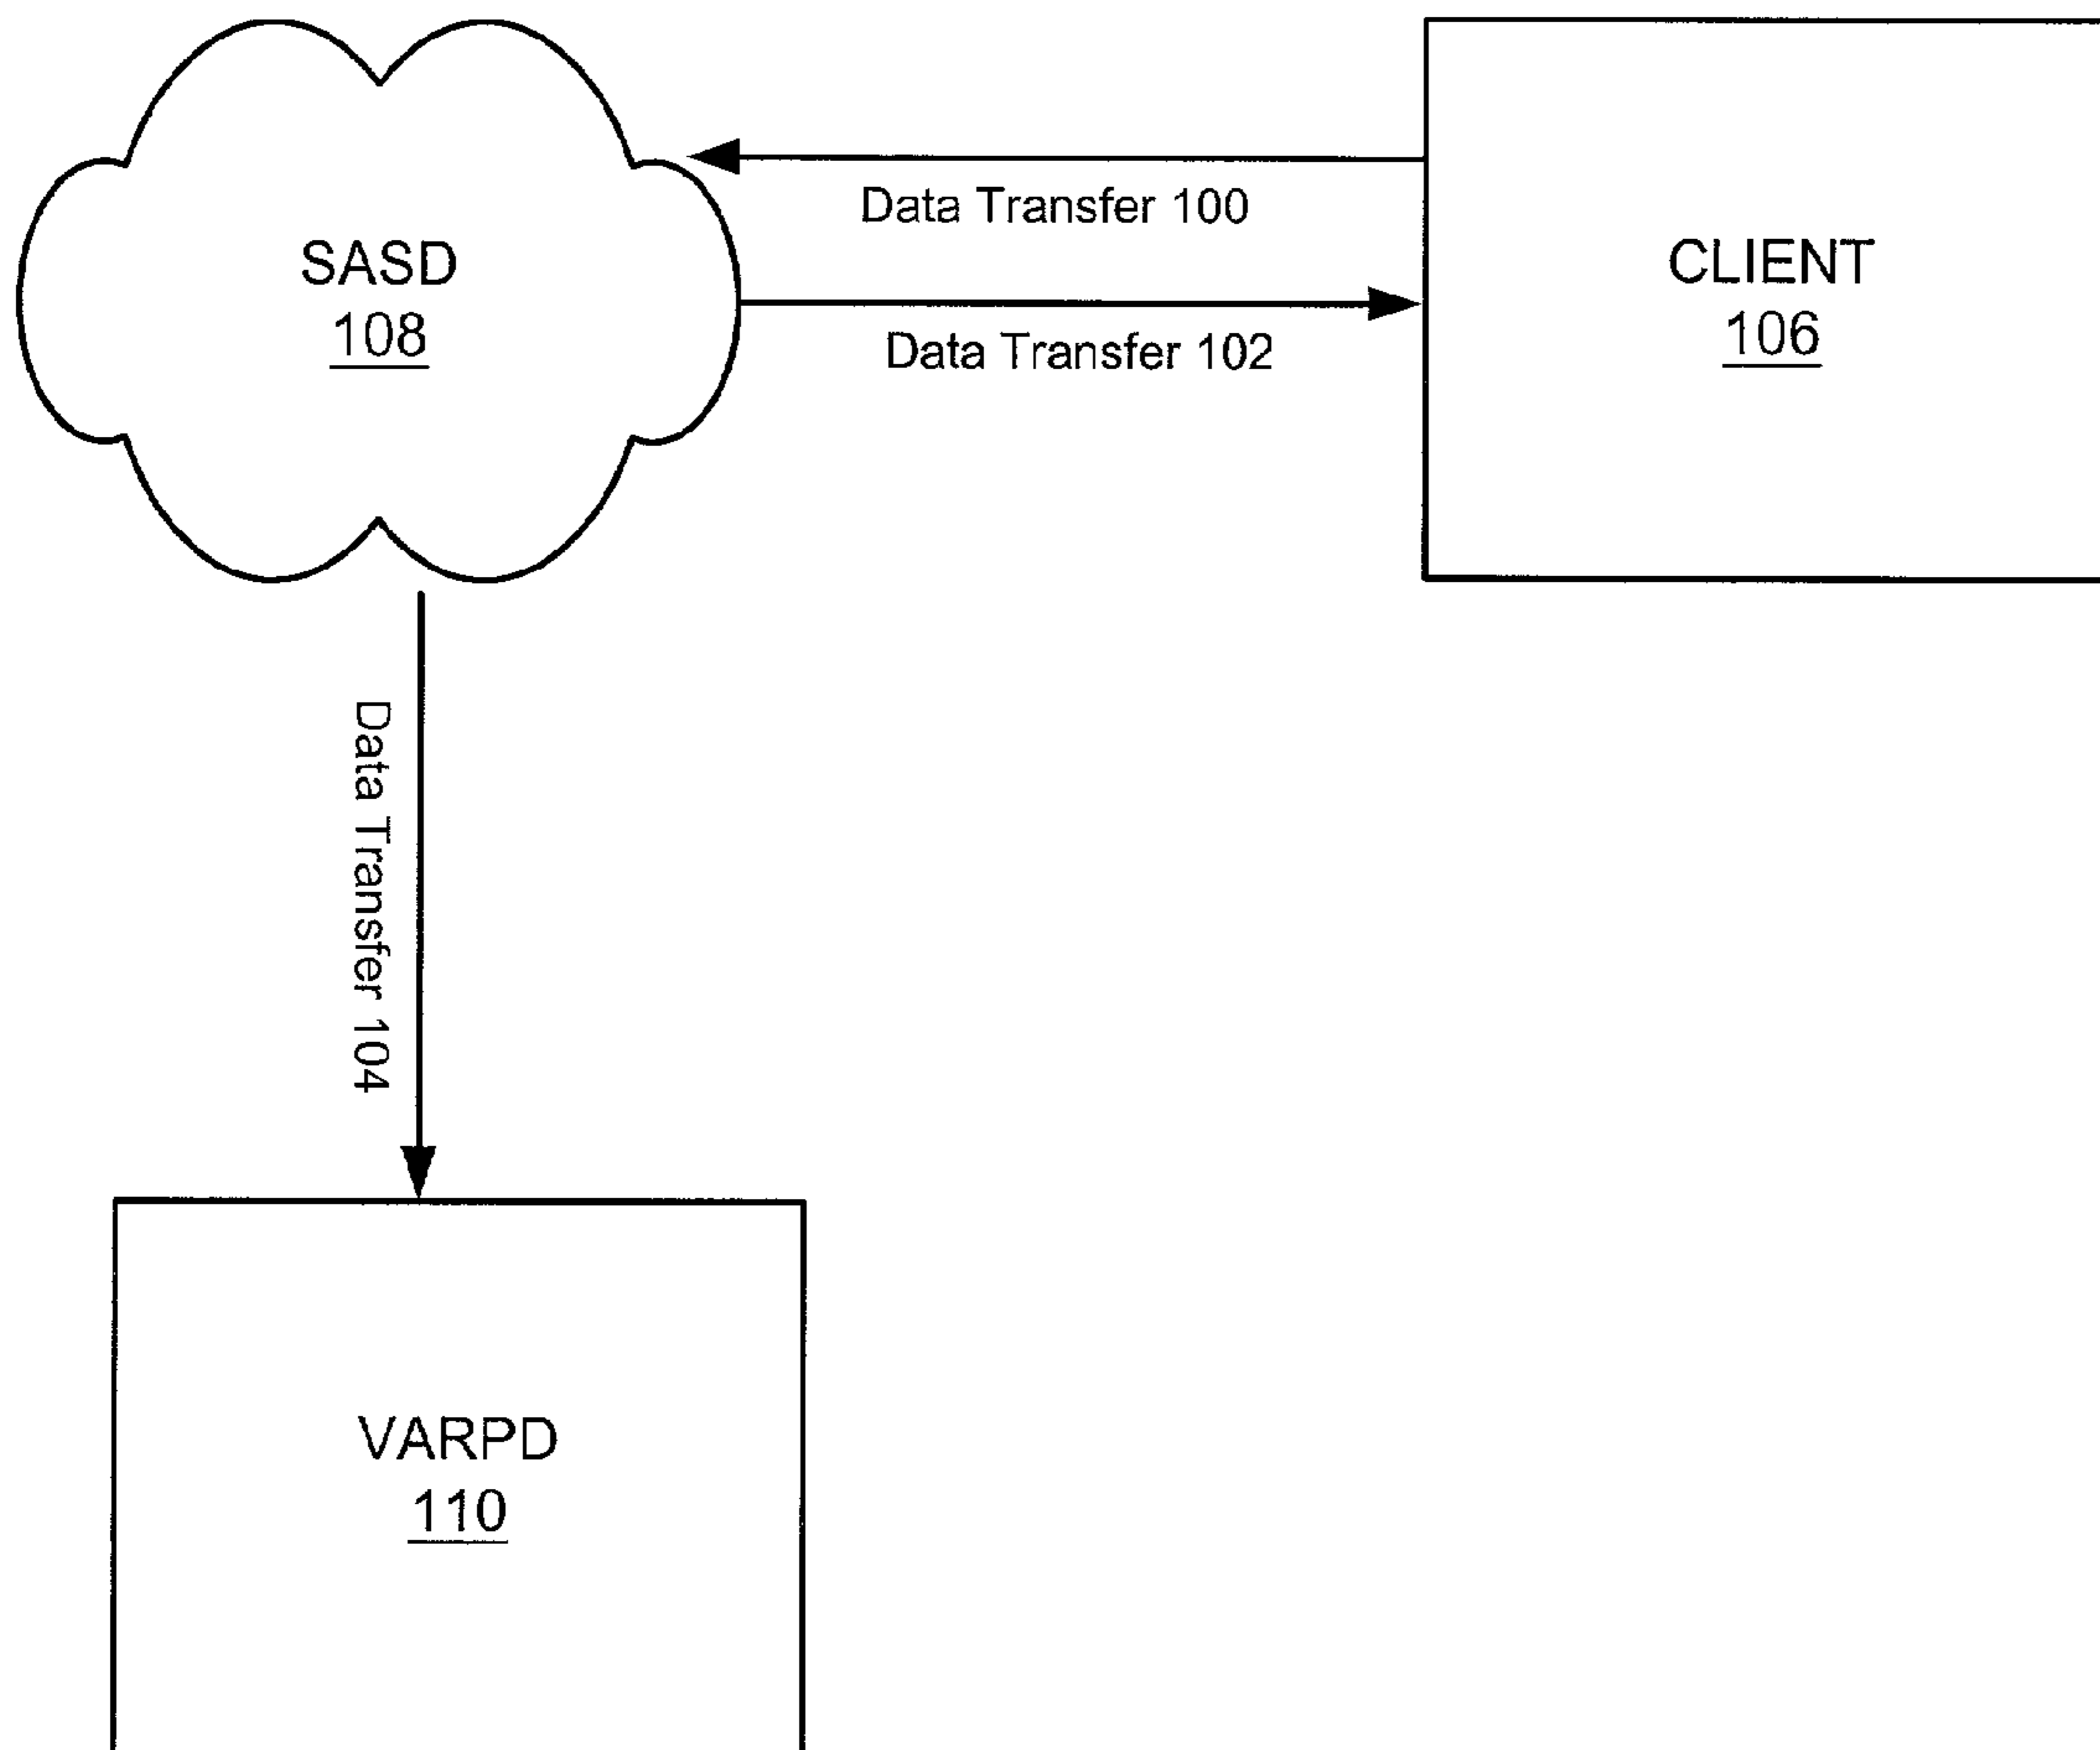 SASD
108
Data Transfer 100
Data Transfer 102
CLIENT
106
Data Transfer 104
VARPD
110